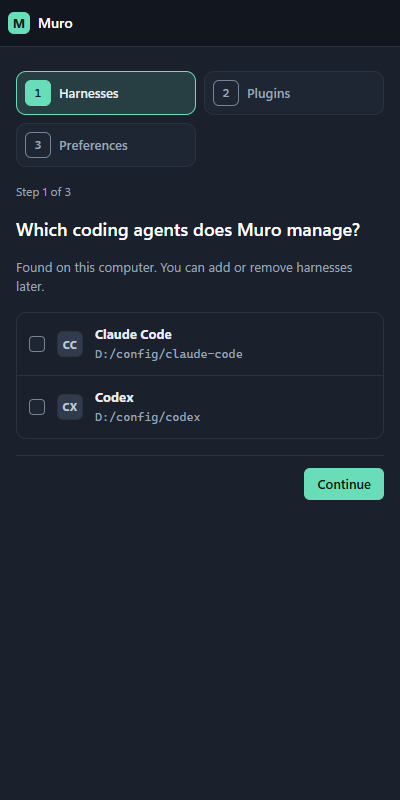 M Muro
1 Harnesses
2 Plugins
3 Preferences
Step 1 of 3
Which coding agents does Muro manage?
Found on this computer. You can add or remove harnesses
later.
CC
Claude Code
D:/config/claude-code
CX
Codex
D:/config/codex
Continue